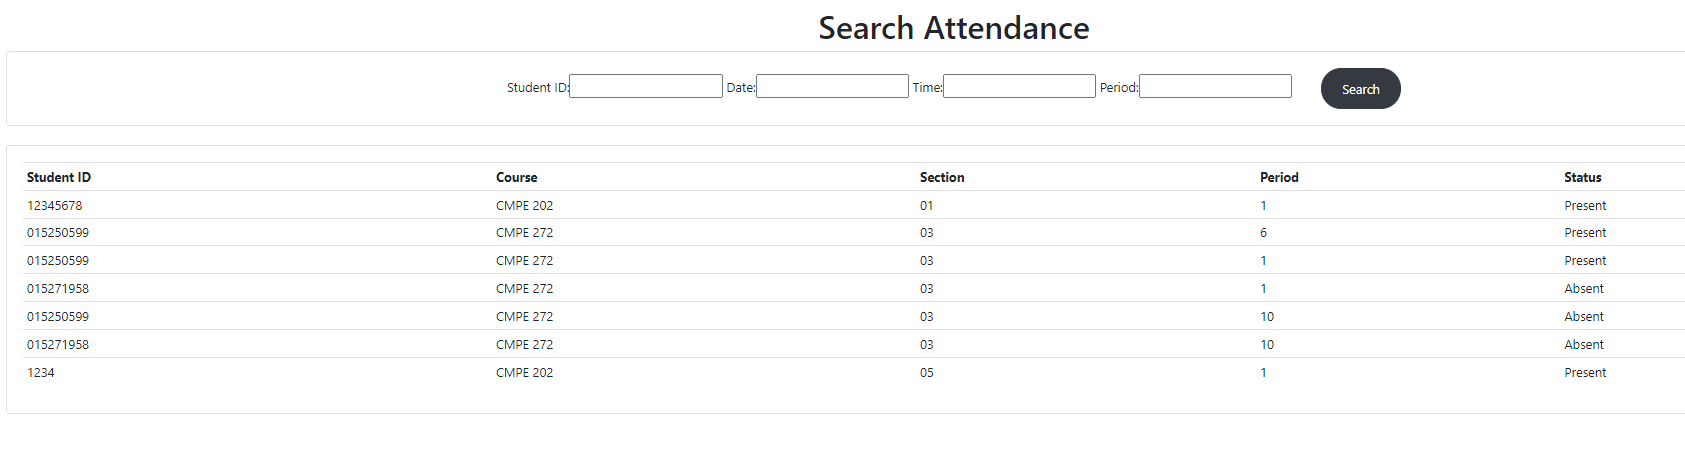 Search Attendance
Student ID: Date: Time: Period: Search
Student ID Course Section Period Status
12345678 CMPE 202 01 1 Present
015250599 CMPE 272 03 6 Present
015250599 CMPE 272 03 1 Present
015271958 CMPE 272 03 1 Absent
015250599 CMPE 272 03 10 Absent
015271958 CMPE 272 03 10 Absent
1234 CMPE 202 05 1 Present